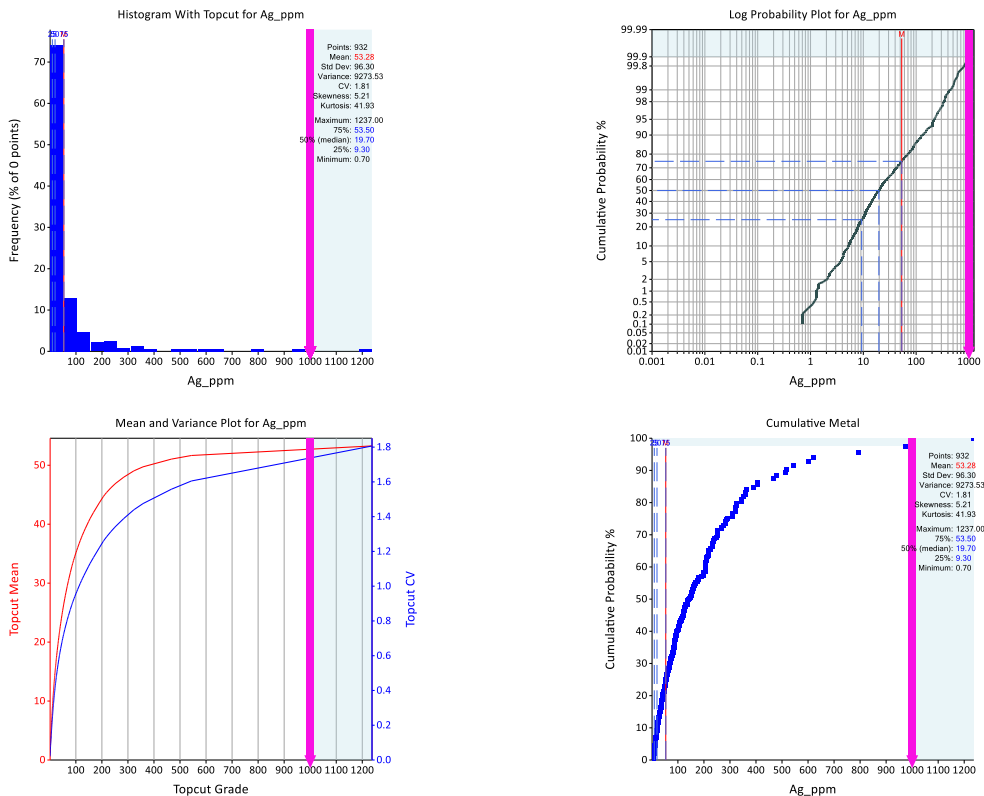 Histogram With Topcut for Ag_ppm
Points: 932
Mean: 53.28
Std Dev: 96.30
Variance: 9273.53
CV: 1.81
Skewness: 5.21
Kurtosis: 41.93
Maximum: 1237.00
75%: 53.50
50% (median): 19.70
25%: 9.30
Minimum: 0.70
70
60
50
40
30
20
10
0
Frequency (% of 0 points)
100 200 300 400 500 600 700 800 900 1000 1100 1200
Ag_ppm
Log Probability Plot for Ag_ppm
M
99.99
99.9
99.8
99
98
95
90
80
70
60
50
40
30
20
10
5
2
1
0.5
0.2
0.1
0.05
0.02
0.01
Cumulative Probability %
0.001 0.01 0.1 1 10 100 1000
Ag_ppm
Mean and Variance Plot for Ag_ppm
50
40
30
20
10
0
Topcut Mean
1.8
1.6
1.4
1.2
1.0
0.8
0.6
0.4
0.2
0.0
Topcut CV
100 200 300 400 500 600 700 800 900 1000 1100 1200
Topcut Grade
Cumulative Metal
Points: 932
Mean: 53.28
Std Dev: 96.30
Variance: 9273.53
CV: 1.81
Skewness: 5.21
Kurtosis: 41.93
Maximum: 1237.00
75%: 53.50
50% (median): 19.70
25%: 9.30
Minimum: 0.70
100
90
80
70
60
50
40
30
20
10
0
Cumulative Probability %
100 200 300 400 500 600 700 800 900 1000 1100 1200
Ag_ppm